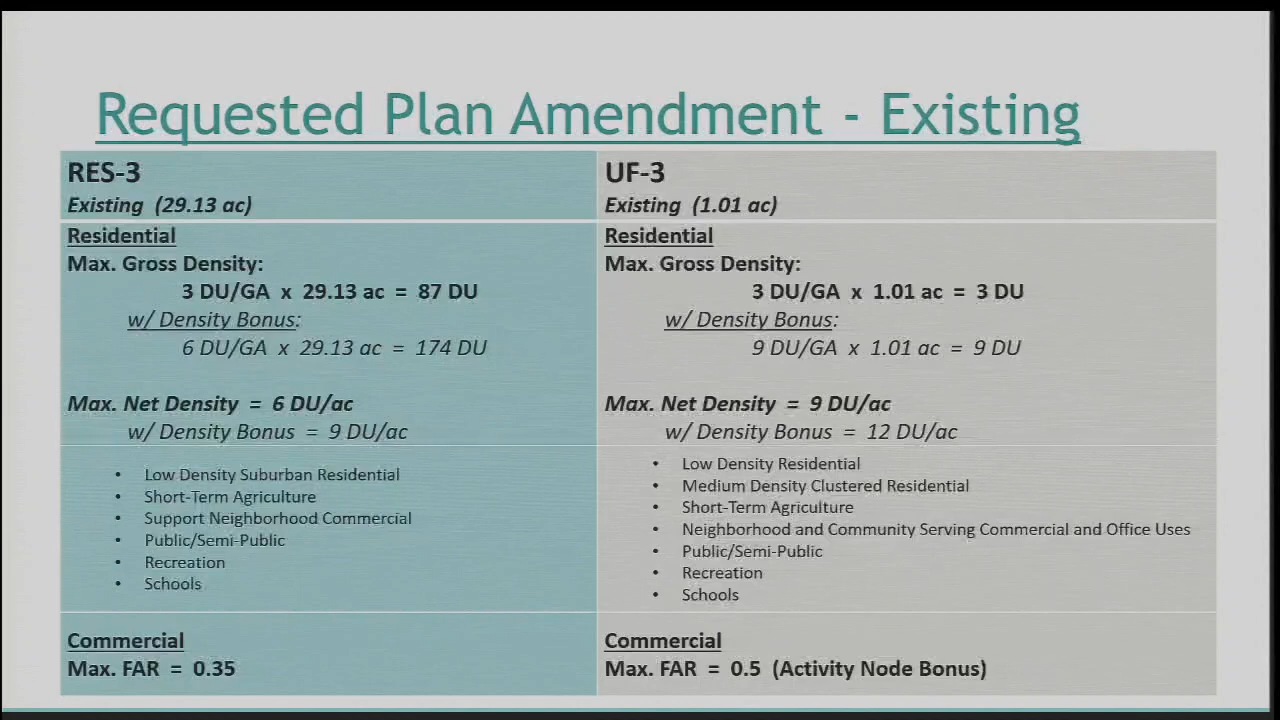 Requested Plan Amendment - Existing
RES-3
Existing (29.13 ac)
Residential
Max. Gross Density:
3 DU/GA x 29.13 ac = 87 DU
w/ Density Bonus:
6 DU/GA x 29.13 ac = 174 DU
Max. Net Density = 6 DU/ac
w/ Density Bonus = 9 DU/ac
• Low Density Suburban Residential
• Short-Term Agriculture
• Support Neighborhood Commercial
• Public/Semi-Public
• Recreation
• Schools
Commercial
Max. FAR = 0.35
UF-3
Existing (1.01 ac)
Residential
Max. Gross Density:
3 DU/GA x 1.01 ac = 3 DU
w/ Density Bonus:
9 DU/GA x 1.01 ac = 9 DU
Max. Net Density = 9 DU/ac
w/ Density Bonus = 12 DU/ac
• Low Density Residential
• Medium Density Clustered Residential
• Short-Term Agriculture
• Neighborhood and Community Serving Commercial and Office Uses
• Public/Semi-Public
• Recreation
• Schools
Commercial
Max. FAR = 0.5 (Activity Node Bonus)